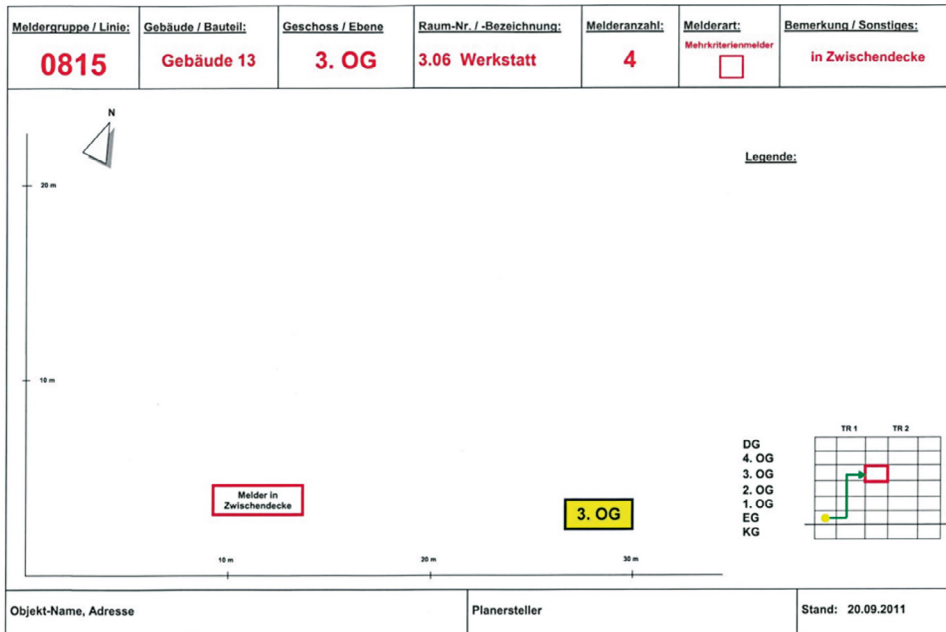 Meldergruppe / Linie:
0815
Gebäude / Bauteil:
Gebäude 13
Geschoss / Ebene
3. OG
Raum-Nr. / -Bezeichnung:
3.06 Werkstatt
Melderanzahl:
4
Melderart:
Mehrkriterienmelder
Bemerkung / Sonstiges:
in Zwischendecke
N
Legende:
20 m
10 m
TR 1 TR 2
DG
4. OG
3. OG
2. OG
1. OG
EG
KG
Melder in
Zwischendecke
3. OG
10 m
20 m
30 m
Objekt-Name, Adresse
Planersteller
Stand: 20.09.2011